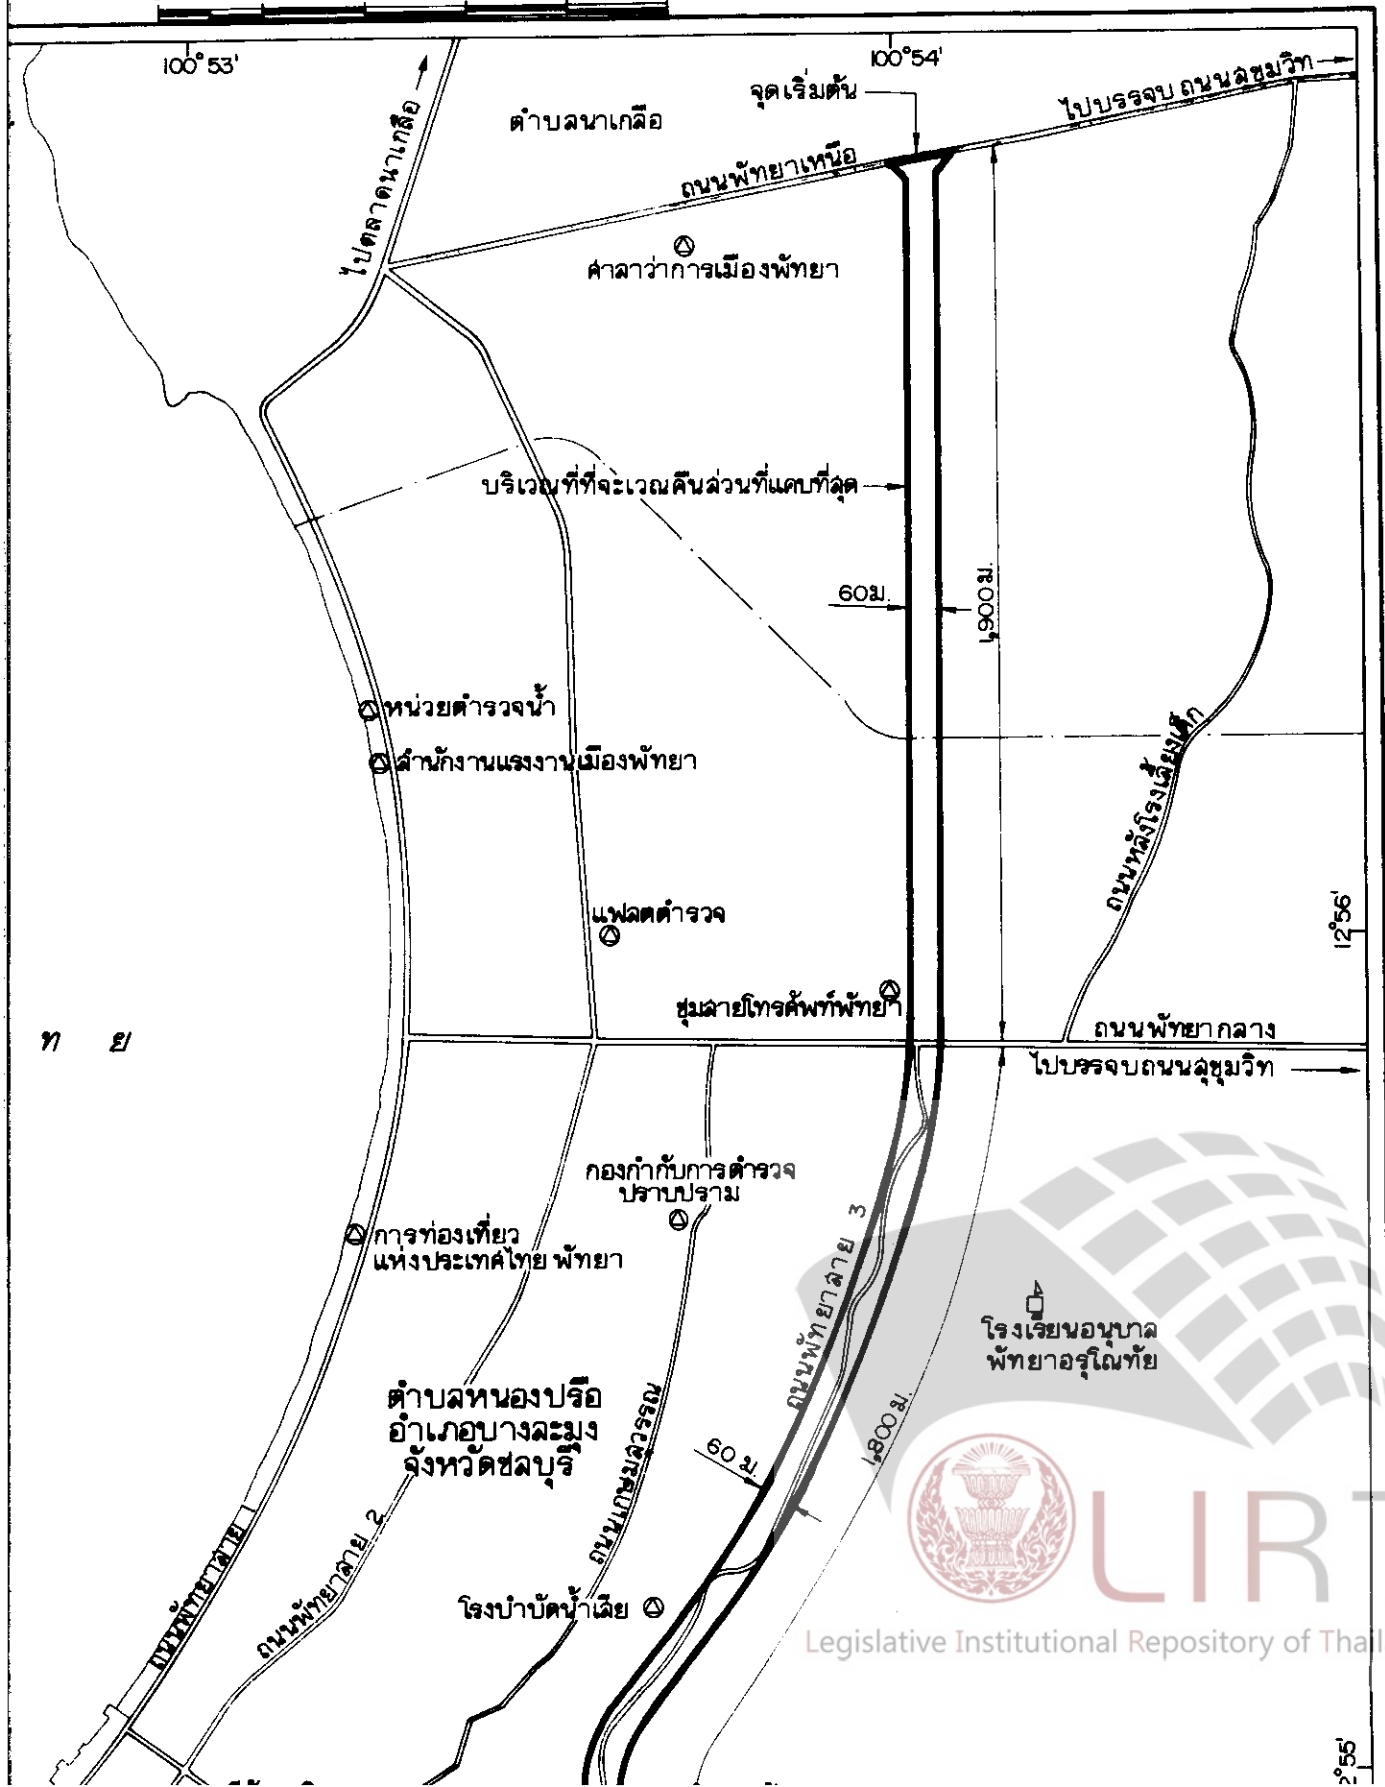 100°53'
100°54'
จุดเริ่มต้น
ไปบรรจบ ถนนสุขุมวิท
ตำบลนาเกลือ
ไปตลาดนาเกลือ
ถนนพัทยาเหนือ
ศาลาว่าการเมืองพัทยา
บริเวณที่ที่จะเวณคืนส่วนที่แคบที่สุด
60ม.
1,900ม.
หน่วยตำรวจน้ำ
สำนักงานแรงงานเมืองพัทยา
ถนนหลังโรงเลี้ยงเด็ก
แฟลตตำรวจ
12°56'
ชุมสายโทรศัพท์พัทยา
ท ย
ถนนพัทยากลาง
ไปบรรจบถนนสุขุมวิท
กองกำกับการตำรวจ
ปราบปราม
การท่องเที่ยว
แห่งประเทศไทย พัทยา
ถนนพัทยาสาย 3
โรงเรียนอนุบาล
พัทยาอรุโณทัย
ตำบลหนองปรือ
อำเภอบางละมุง
จังหวัดชลบุรี
ถนนเกษมสุวรรณ
60 ม.
1,800 ม.
ถนนพัทยาสาย 1
ถนนพัทยาสาย 2
โรงบำบัดน้ำเสีย
LIR
Legislative Institutional Repository of Thail
2°55'